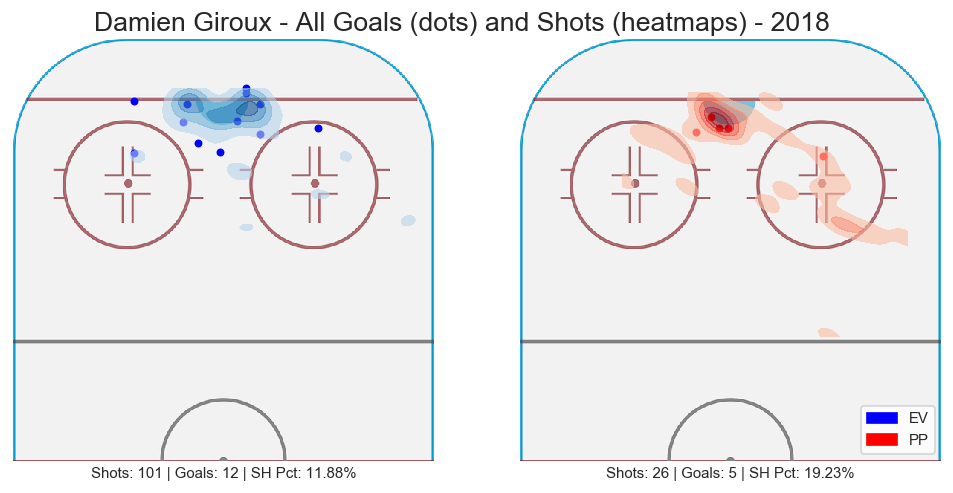 Damien Giroux - All Goals (dots) and Shots (heatmaps) - 2018
EV
PP
Shots: 101 | Goals: 12 | SH Pct: 11.88%
Shots: 26 | Goals: 5 | SH Pct: 19.23%